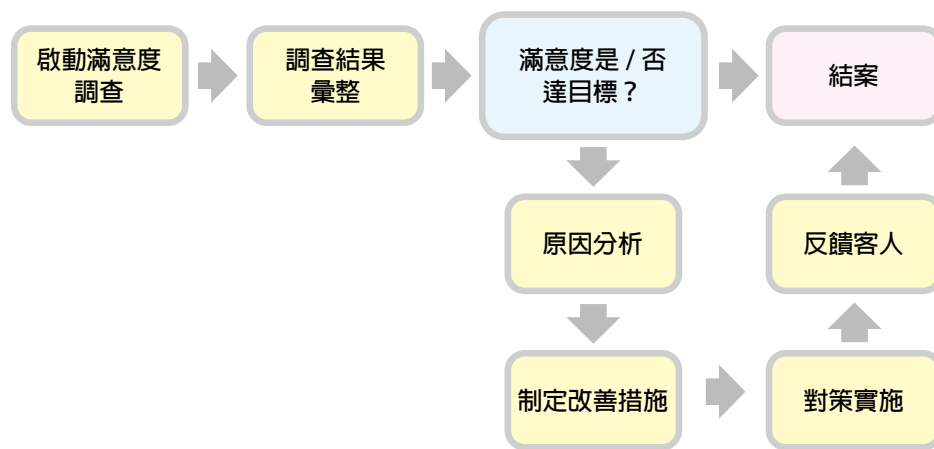 啟動滿意度
調查
調查結果
彙整
滿意度是 / 否
達目標？
結案
原因分析
反饋客人
制定改善措施
對策實施